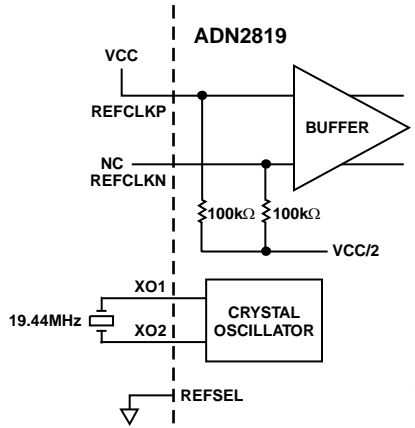 ADN2819
VCC
REFCLKP
BUFFER
NC
REFCLKN
100kΩ 100kΩ
VCC/2
XO1
19.44MHz
CRYSTAL
OSCILLATOR
XO2
REFSEL